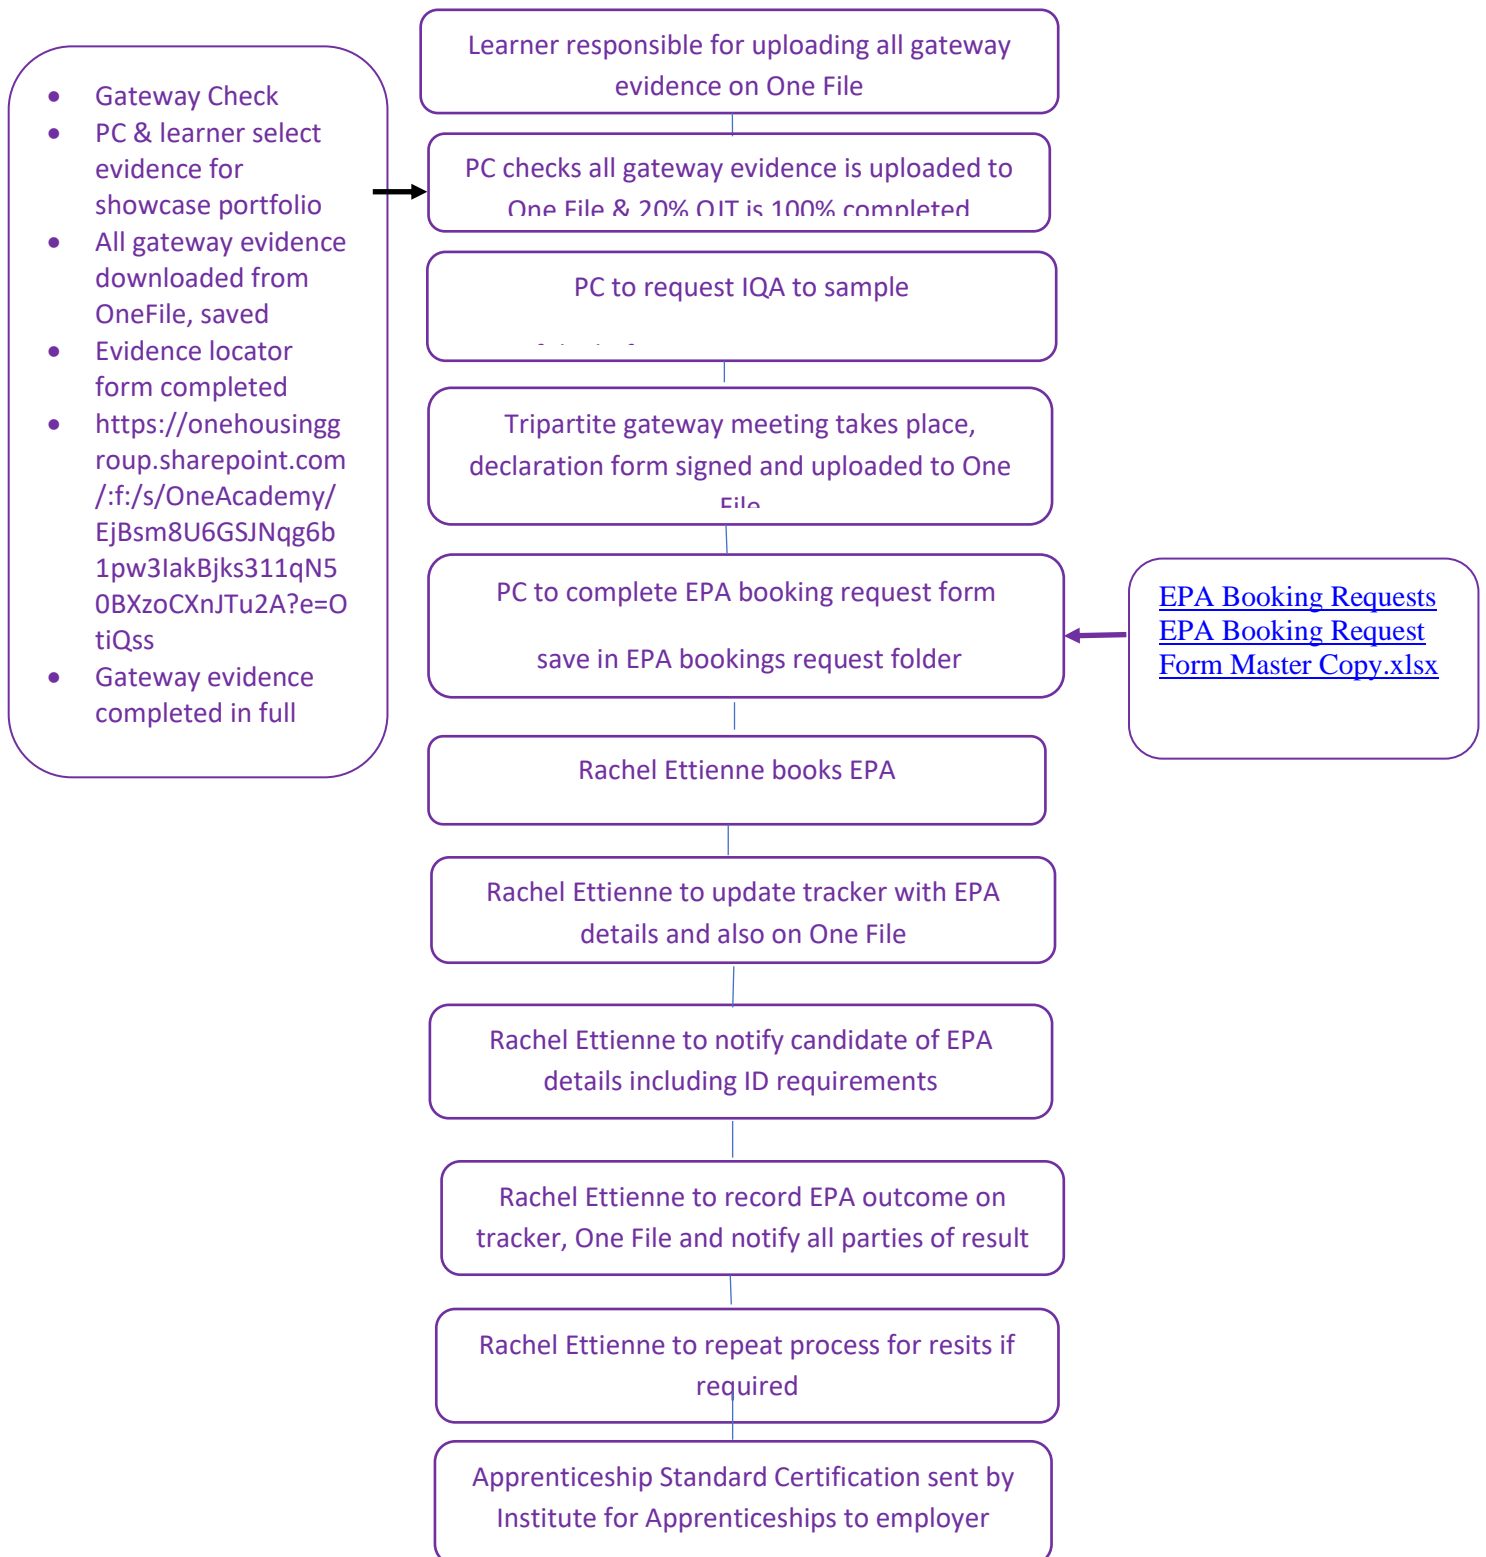 Learner responsible for uploading all gateway
evidence on One File
• Gateway Check
• PC & learner select
evidence for
showcase portfolio
• All gateway evidence
downloaded from
OneFile, saved
• Evidence locator
form completed
• https://onehousingg
roup.sharepoint.com
/:f:/s/OneAcademy/
EjBsm8U6GSJNqg6b
1pw3IakBjks311qN5
0BXzoCXnJTu2A?e=O
tiQss
• Gateway evidence
completed in full
PC checks all gateway evidence is uploaded to
One File & 20% OJT is 100% completed
PC to request IQA to sample
Tripartite gateway meeting takes place,
declaration form signed and uploaded to One
File
PC to complete EPA booking request form
save in EPA bookings request folder
EPA Booking Requests
EPA Booking Request
Form Master Copy.xlsx
Rachel Ettienne books EPA
Rachel Ettienne to update tracker with EPA
details and also on One File
Rachel Ettienne to notify candidate of EPA
details including ID requirements
Rachel Ettienne to record EPA outcome on
tracker, One File and notify all parties of result
Rachel Ettienne to repeat process for resits if
required
Apprenticeship Standard Certification sent by
Institute for Apprenticeships to employer